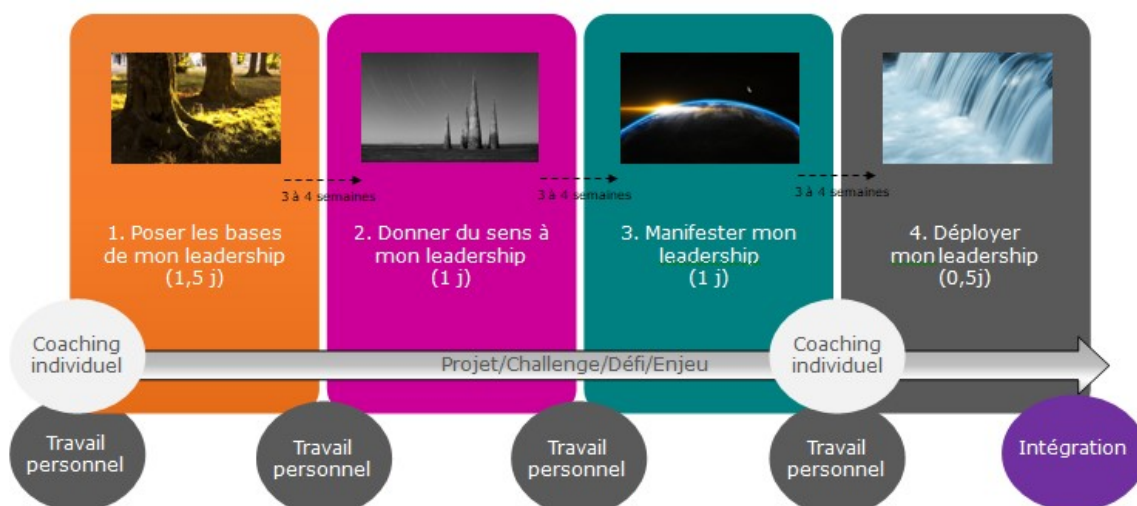 3 à 4 semaines
3 à 4 semaines
3 à 4 semaines
1. Poser les bases
de mon leadership
(1,5 j)
2. Donner du sens à
mon leadership
(1 j)
3. Manifester mon
leadership
(1 j)
4. Déployer
mon leadership
(0,5j)
Coaching
individuel
Projet/Challenge/Défi/Enjeu
Coaching
individuel
Travail
personnel
Travail
personnel
Travail
personnel
Travail
personnel
Intégration